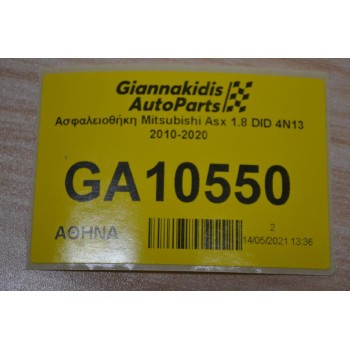 Giannakidis
AutoParts
Ασφαλειοθήκη Mitsubishi Asx 1.8 DID 4N13
2010-2020
GA10550
ΑΘΗΝΑ
2
14/05/2021 13:36